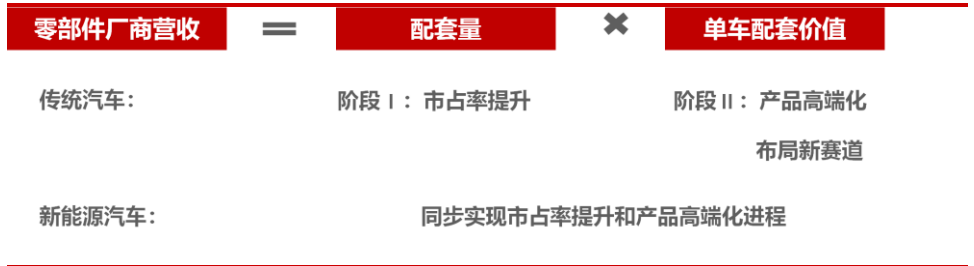 零部件厂商营收 = 配套量 × 单车配套价值
传统汽车： 阶段Ⅰ：市占率提升 阶段Ⅱ：产品高端化
布局新赛道
新能源汽车： 同步实现市占率提升和产品高端化进程